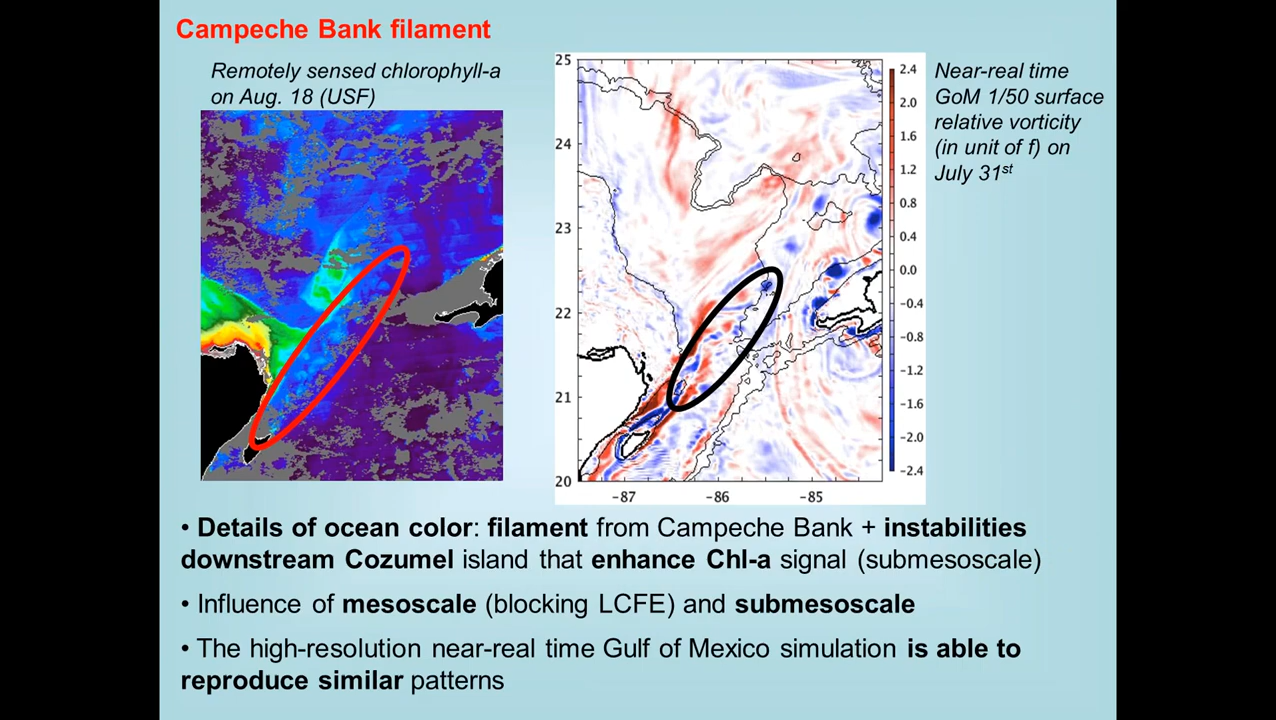 Campeche Bank filament
Remotely sensed chlorophyll-a
on Aug. 18 (USF)
Near-real time
GoM 1/50 surface
relative vorticity
(in unit of f) on
July 31st
25
24
23
22
21
20
-87
-86
-85
2.4
2.0
1.6
1.2
0.8
0.4
0.0
-0.4
-0.8
-1.2
-1.6
-2.0
-2.4
• Details of ocean color: filament from Campeche Bank + instabilities
downstream Cozumel island that enhance Chl-a signal (submesoscale)
• Influence of mesoscale (blocking LCFE) and submesoscale
• The high-resolution near-real time Gulf of Mexico simulation is able to
reproduce similar patterns